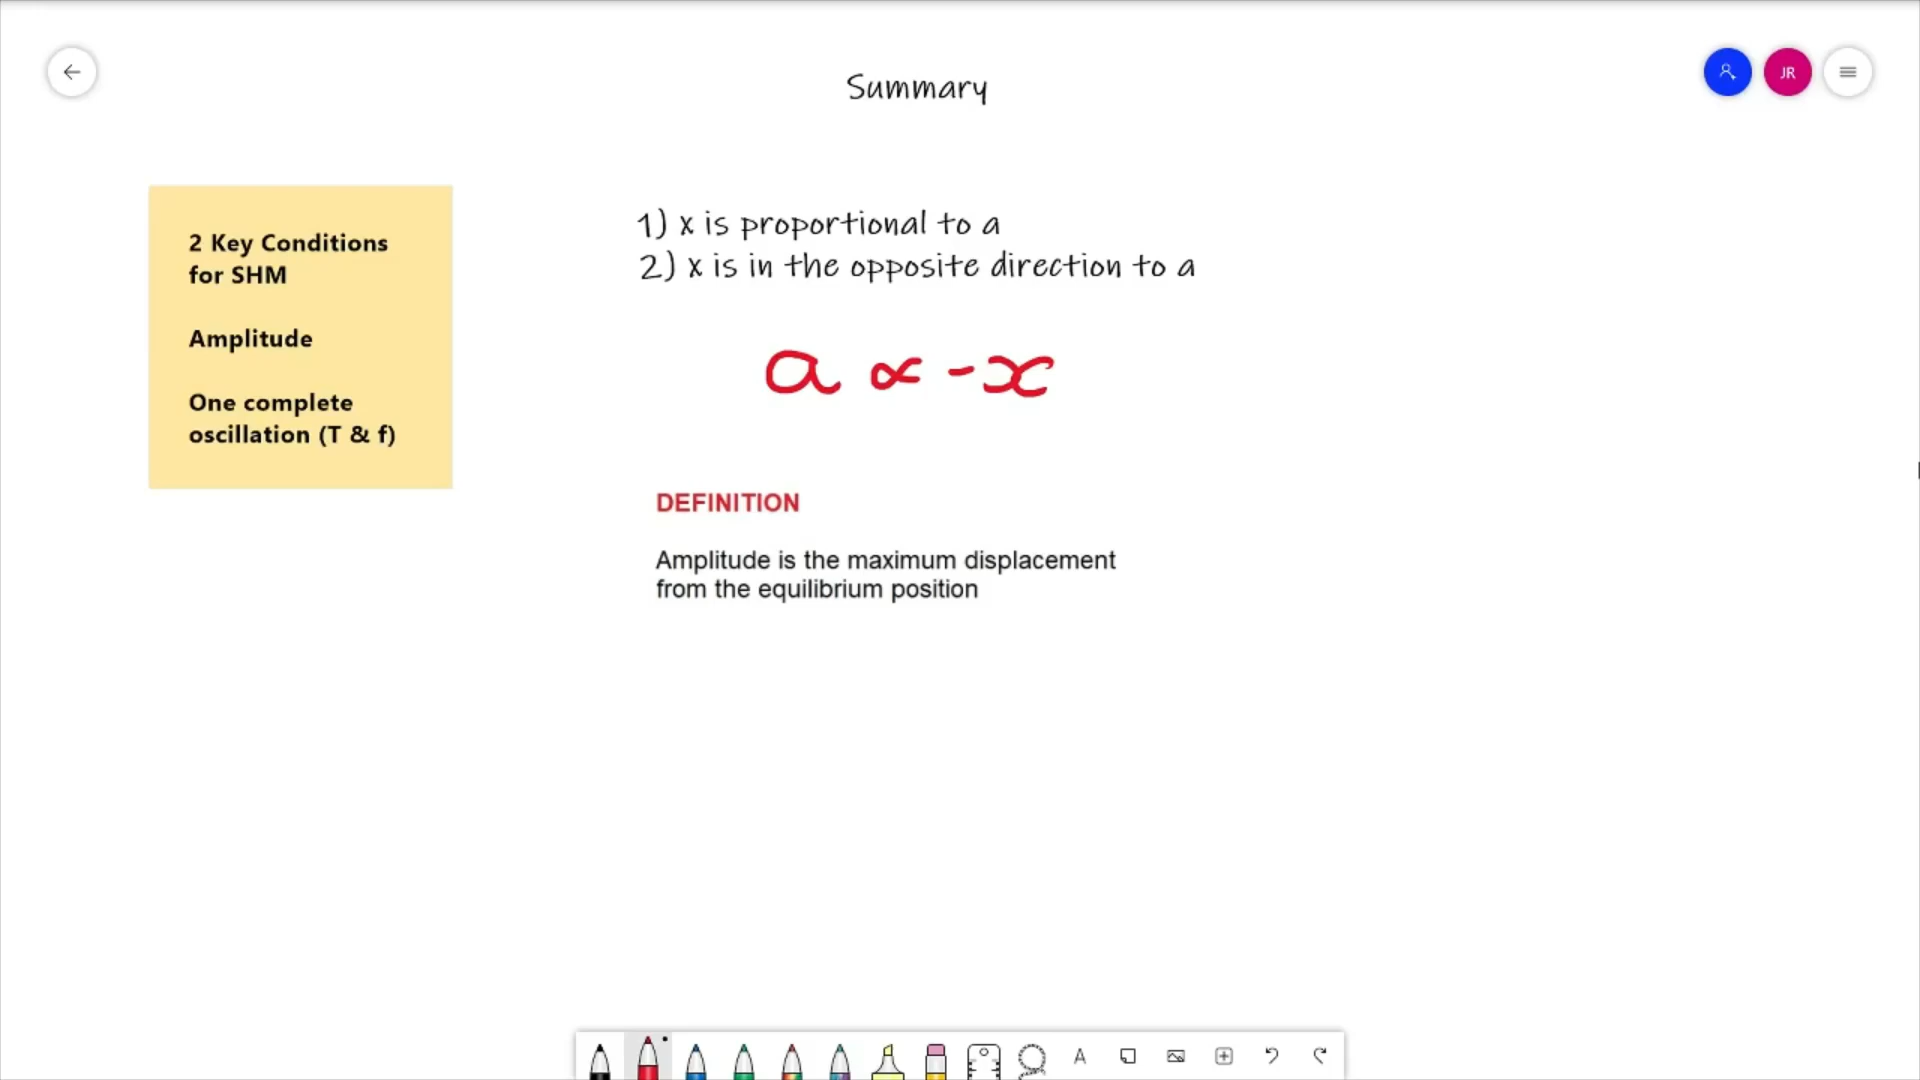 Summary
JR
2 Key Conditions
for SHM
Amplitude
One complete
oscillation (T & f)
1) x is proportional to a
2) x is in the opposite direction to a
a ∝ -x
DEFINITION
Amplitude is the maximum displacement
from the equilibrium position
A